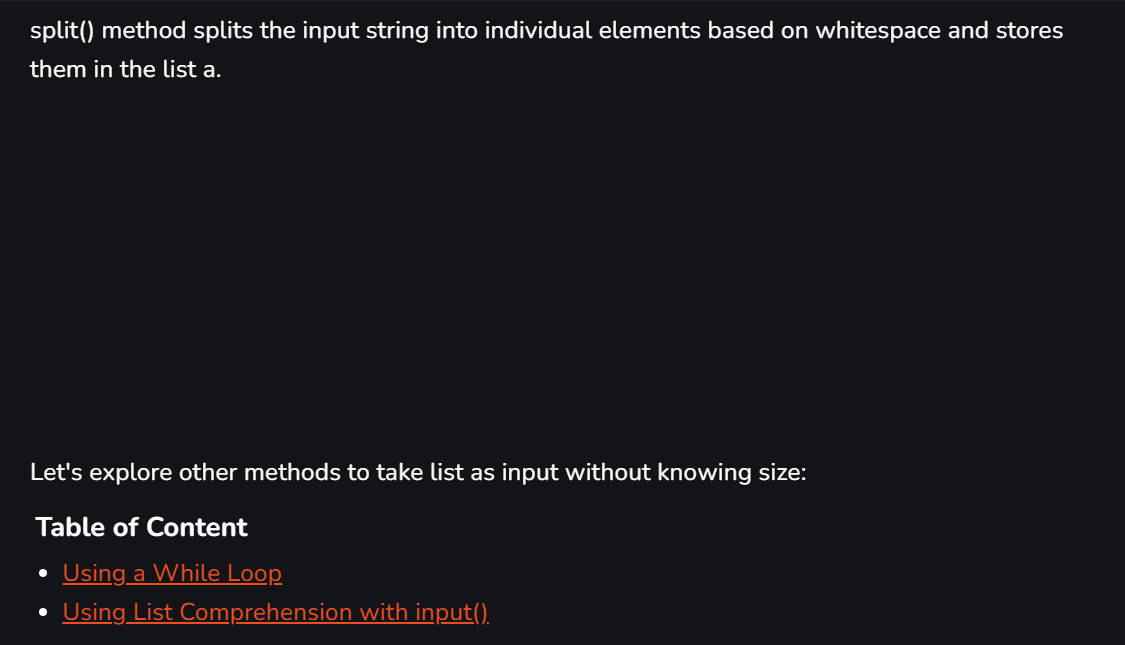 split() method splits the input string into individual elements based on whitespace and stores
them in the list a.
Let's explore other methods to take list as input without knowing size:
Table of Content
Using a While Loop
Using List Comprehension with input()